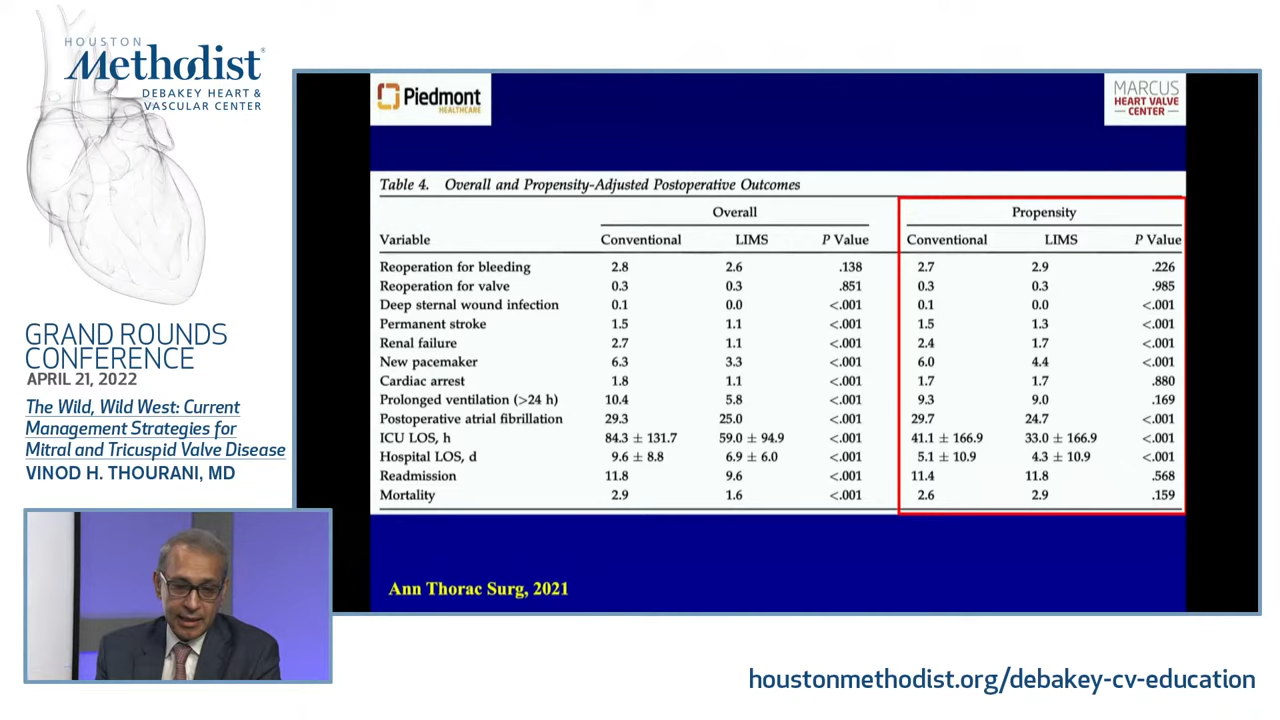 HOUSTON
Methodist®
DEBAKEY HEART &
VASCULAR CENTER
GRAND ROUNDS
CONFERENCE
APRIL 21, 2022
The Wild, Wild West: Current
Management Strategies for
Mitral and Tricuspid Valve Disease
VINOD H. THOURANI, MD
Piedmont
HEALTHCARE
MARCUS
HEART VALVE
CENTER
Table 4. Overall and Propensity-Adjusted Postoperative Outcomes
Overall Propensity
Variable Conventional LIMS P Value Conventional LIMS P Value
Reoperation for bleeding 2.8 2.6 .138 2.7 2.9 .226
Reoperation for valve 0.3 0.3 .851 0.3 0.3 .985
Deep sternal wound infection 0.1 0.0 <.001 0.1 0.0 <.001
Permanent stroke 1.5 1.1 <.001 1.5 1.3 <.001
Renal failure 2.7 1.1 <.001 2.4 1.7 <.001
New pacemaker 6.3 3.3 <.001 6.0 4.4 <.001
Cardiac arrest 1.8 1.1 <.001 1.7 1.7 .880
Prolonged ventilation (>24 h) 10.4 5.8 <.001 9.3 9.0 .169
Postoperative atrial fibrillation 29.3 25.0 <.001 29.7 24.7 <.001
ICU LOS, h 84.3 ± 131.7 59.0 ± 94.9 <.001 41.1 ± 166.9 33.0 ± 166.9 <.001
Hospital LOS, d 9.6 ± 8.8 6.9 ± 6.0 <.001 5.1 ± 10.9 4.3 ± 10.9 <.001
Readmission 11.8 9.6 <.001 11.4 11.8 .568
Mortality 2.9 1.6 <.001 2.6 2.9 .159
Ann Thorac Surg, 2021
houstonmethodist.org/debakey-cv-education